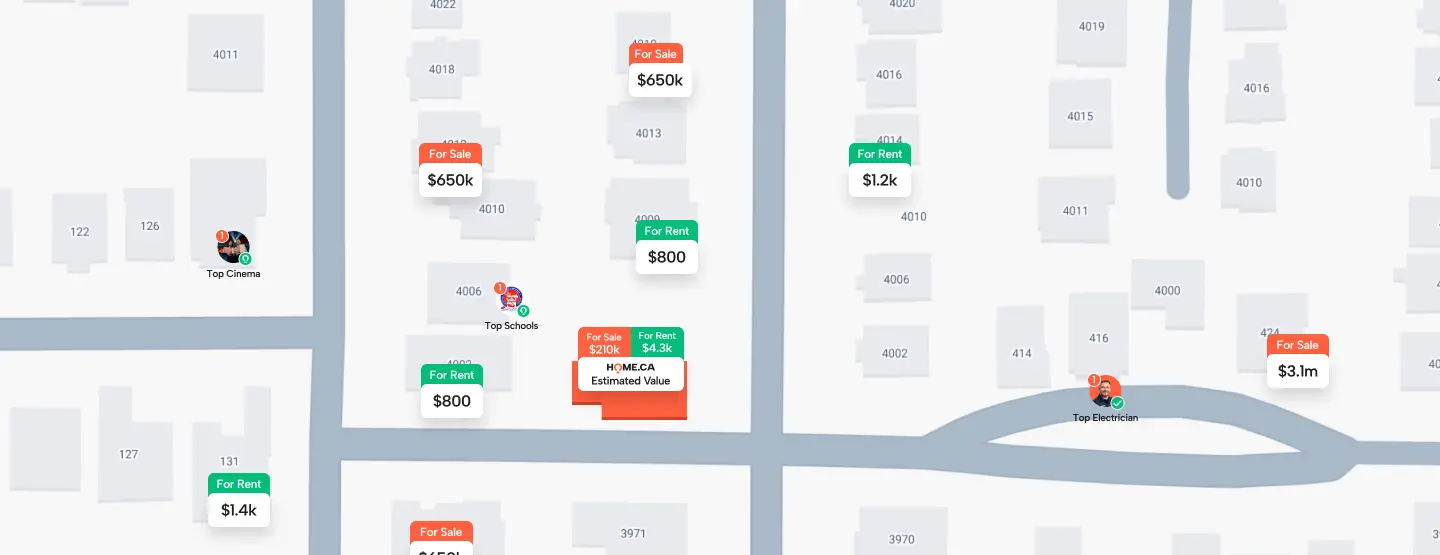 4022
4020
4019
4011
For Sale
$650k
4018
4016
4016
4015
4013
4014
For Sale
$650k
For Rent
$1.2k
4010
4010
4011
4010
4009
122
126
1
Top Cinema
For Rent
$800
4006
1
Top Schools
4006
4000
For Sale
$210k
For Rent
$4.3k
HOME.CA
Estimated Value
4002
414
416
424
For Sale
$3.1m
For Rent
$800
1
Top Electrician
127
131
For Rent
$1.4k
For Sale
3971
3970